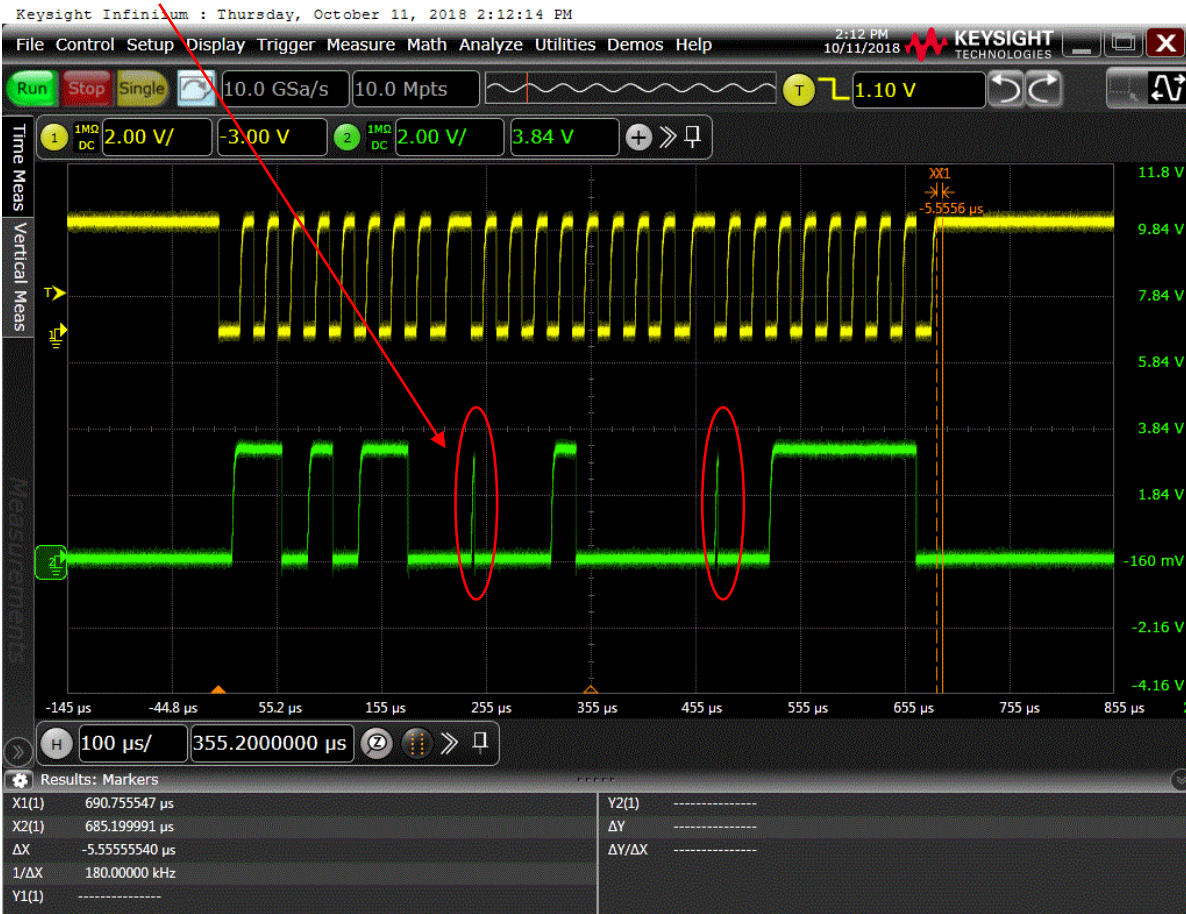 Keysight Infiniium : Thursday, October 11, 2018 2:12:14 PM
File Control Setup Display Trigger Measure Math Analyze Utilities Demos Help
2:12 PM
10/11/2018
KEYSIGHT
TECHNOLOGIES
Run Stop Single 10.0 GSa/s 10.0 Mpts T 1.10 V
1 1MΩ DC 2.00 V/ -3.00 V 2 1MΩ DC 2.00 V/ 3.84 V
Time Meas
Vertical Meas
Measurements
XX1
-5.5556 µs
11.8 V
9.84 V
7.84 V
5.84 V
3.84 V
1.84 V
-160 mV
-2.16 V
-4.16 V
T
1
2
-145 µs -44.8 µs 55.2 µs 155 µs 255 µs 355 µs 455 µs 555 µs 655 µs 755 µs 855 µs
H 100 µs/ 355.2000000 µs Z
Results: Markers
X1(1) 690.755547 µs Y2(1) ---------------
X2(1) 685.199991 µs ΔY ---------------
ΔX -5.55555540 µs ΔY/ΔX ---------------
1/ΔX 180.00000 kHz
Y1(1) ---------------